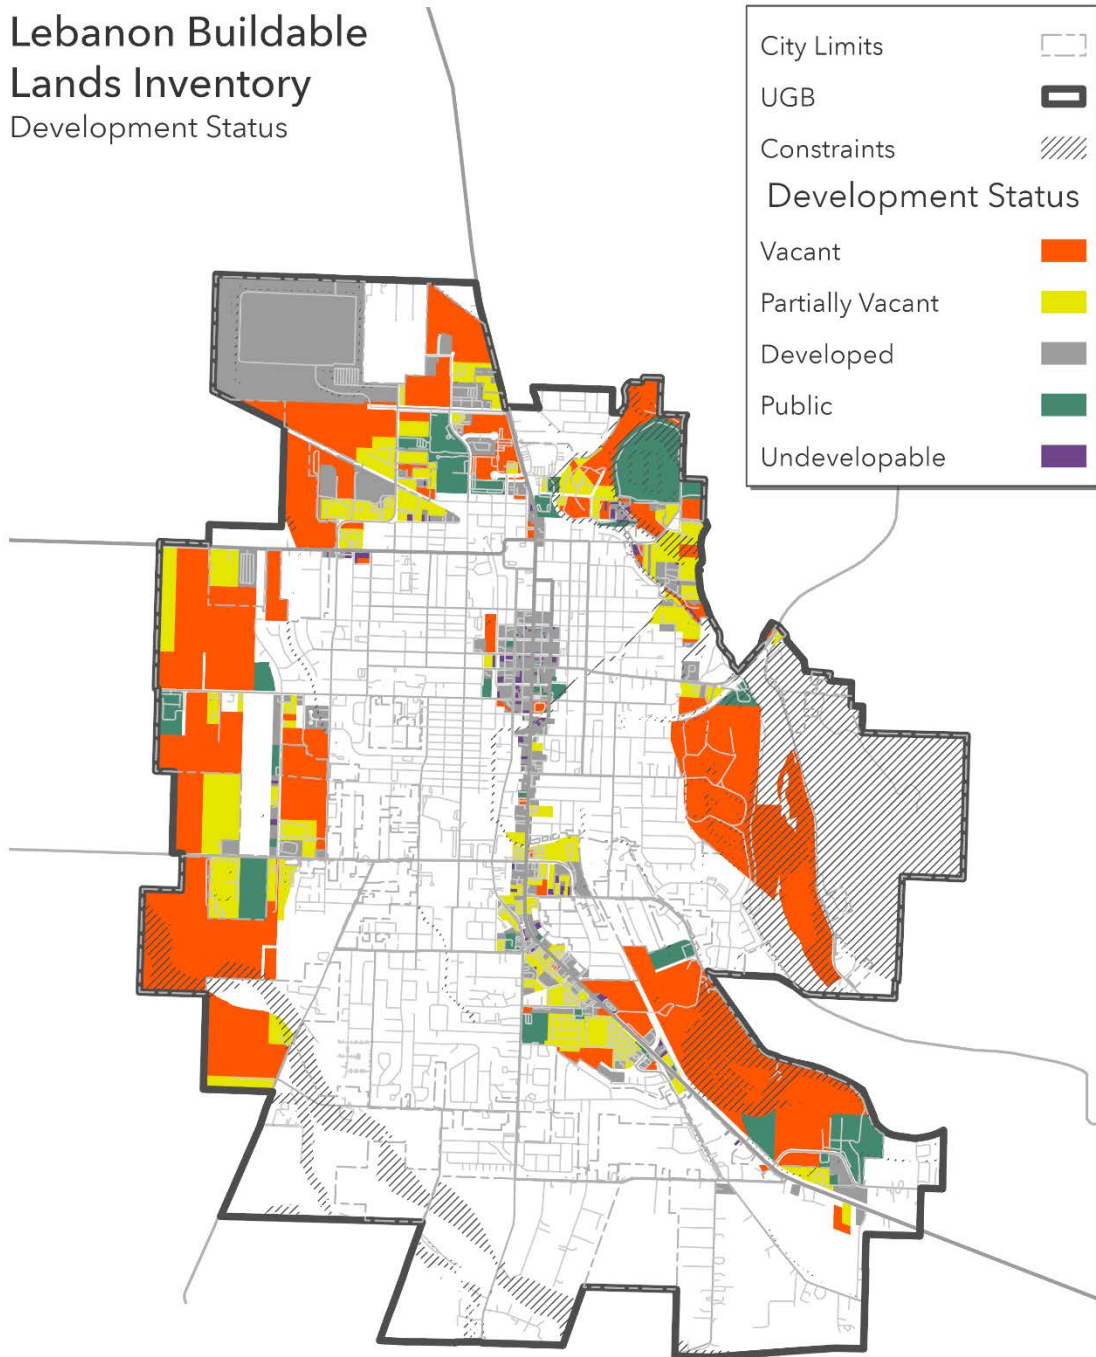 Lebanon Buildable
Lands Inventory
Development Status
City Limits
UGB
Constraints
Development Status
Vacant
Partially Vacant
Developed
Public
Undevelopable